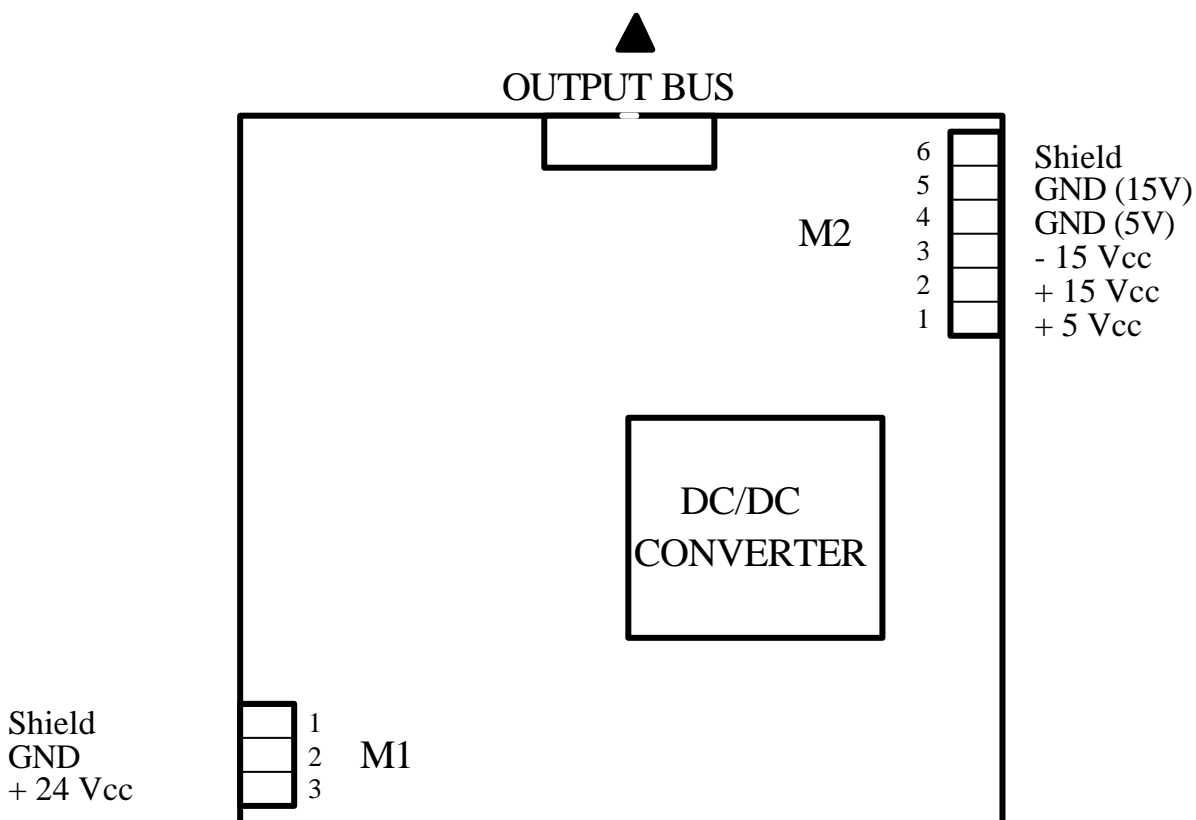 OUTPUT BUS
6 Shield
5 GND (15V)
4 GND (5V)
M2
3 - 15 Vcc
2 + 15 Vcc
1 + 5 Vcc
DC/DC
CONVERTER
Shield 1
GND 2
M1
+ 24 Vcc 3